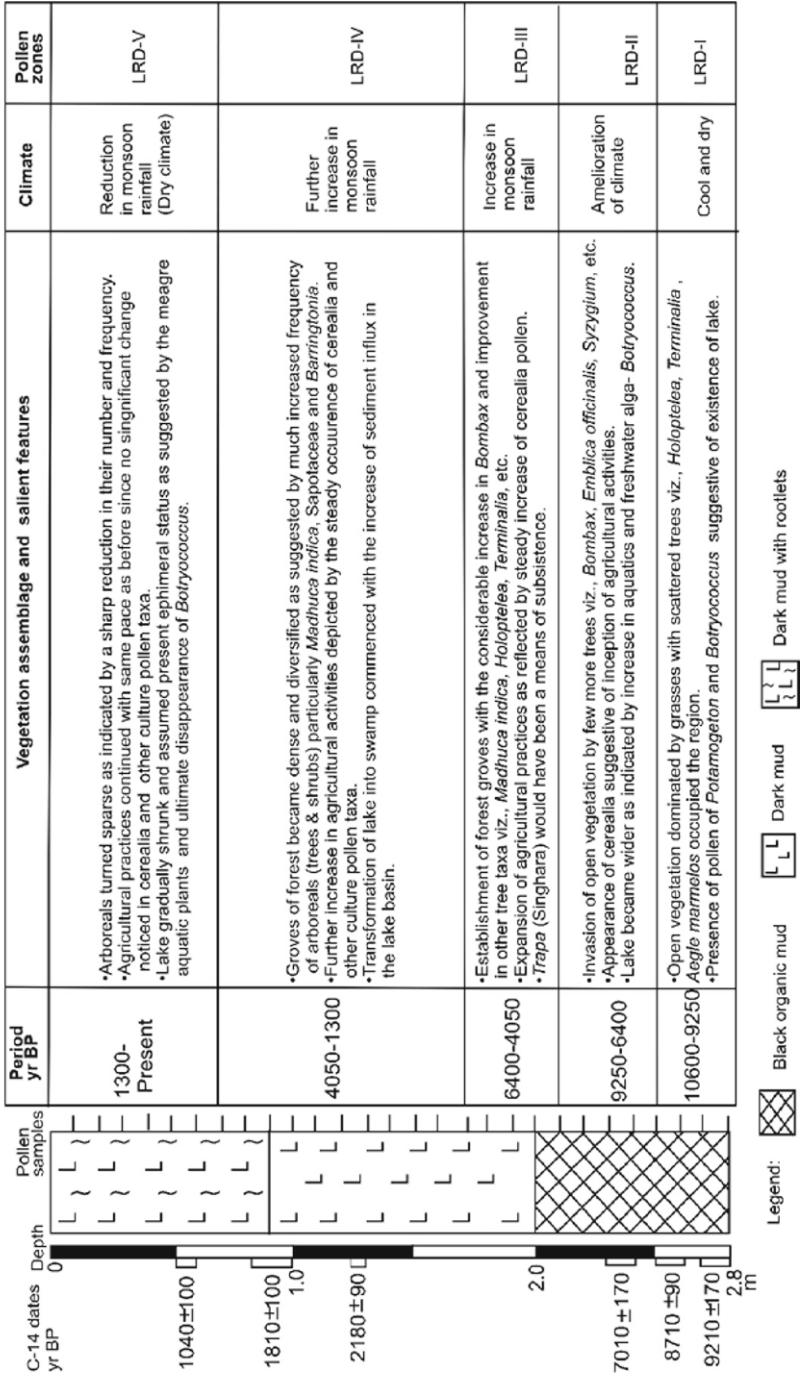 C-14 dates
yr BP
Depth
Pollen
samples
Period
yr BP
Vegetation assemblage and salient features
Climate
Pollen
zones
0
1040±100
1810±100
1.0
2180±90
2.0
7010±170
8710±90
9210±170
2.8
m
1300-
Present
•Arboreals turned sparse as indicated by a sharp reduction in their number and frequency.
•Agricultural practices continued with same pace as before since no singnificant change
noticed in cerealia and other culture pollen taxa.
•Lake gradually shrunk and assumed present ephimeral status as suggested by the meagre
aquatic plants and ultimate disappearance of Botryococcus.
Reduction
in monsoon
rainfall
(Dry climate)
LRD-V
4050-1300
•Groves of forest became dense and diversified as suggested by much increased frequency
of arboreals (trees & shrubs) particularly Madhuca indica, Sapotaceae and Barringtonia.
•Further increase in agricultural activities depicted by the steady occuurence of cerealia and
other culture pollen taxa.
•Transformation of lake into swamp commenced with the increase of sediment influx in
the lake basin.
Further
increase in
monsoon
rainfall
LRD-IV
6400-4050
•Establishment of forest groves with the considerable increase in Bombax and improvement
in other tree taxa viz., Madhuca indica, Holoptelea, Terminalia, etc.
•Expansion of agricultural practices as reflected by steady increase of cerealia pollen.
•Trapa (Singhara) would have been a means of subsistence.
Increase in
monsoon
rainfall
LRD-III
9250-6400
•Invasion of open vegetation by few more trees viz., Bombax, Emblica officinalis, Syzygium, etc.
•Appearance of cerealia suggestive of inception of agricultural activities.
•Lake became wider as indicated by increase in aquatics and freshwater alga- Botryococcus.
Amelioration
of climate
LRD-II
10600-9250
•Open vegetation dominated by grasses with scattered trees viz., Holoptelea, Terminalia ,
Aegle marmelos occupied the region.
•Presence of pollen of Potamogeton and Botryococcus suggestive of existence of lake.
Cool and dry
LRD-I
Legend:
Black organic mud
Dark mud
Dark mud with rootlets